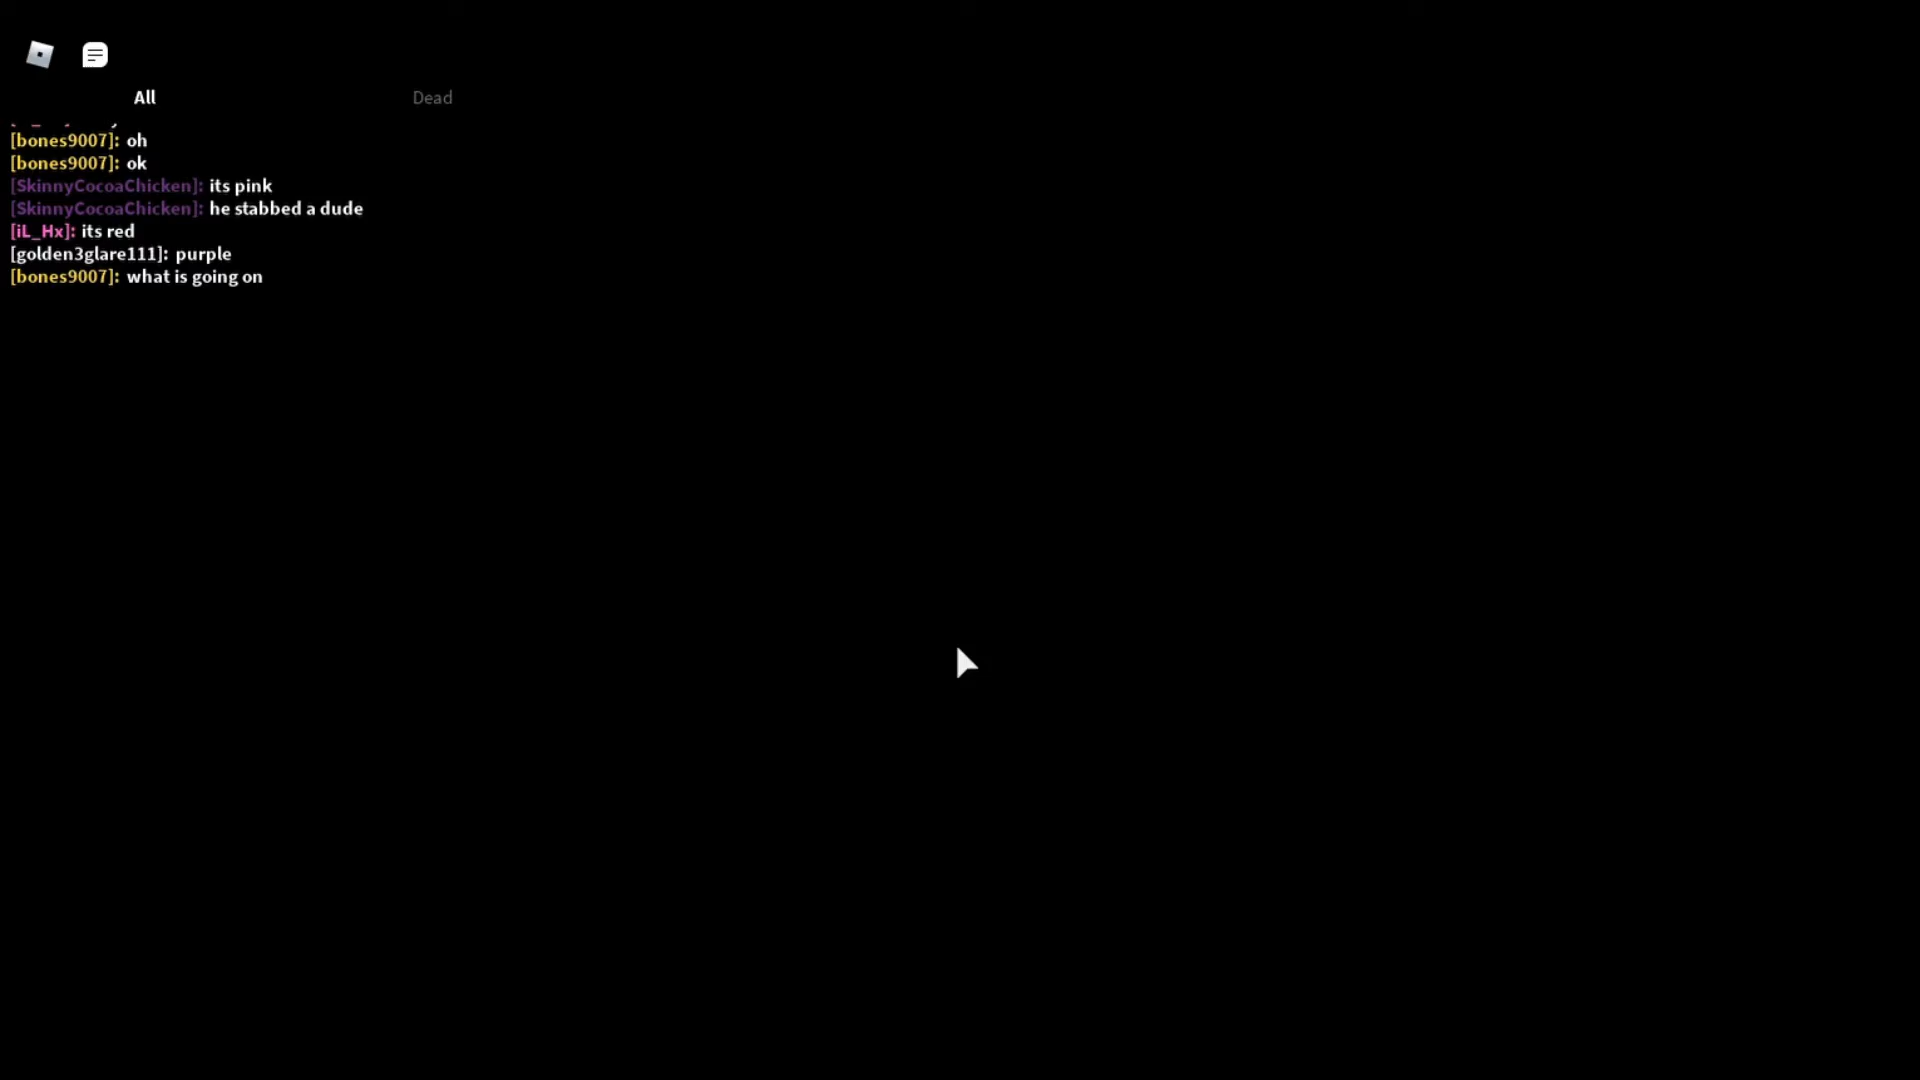 All
Dead
[bones9007]: oh
[bones9007]: ok
[SkinnyCocoaChicken]: its pink
[SkinnyCocoaChicken]: he stabbed a dude
[iL_Hx]: its red
[golden3glare111]: purple
[bones9007]: what is going on